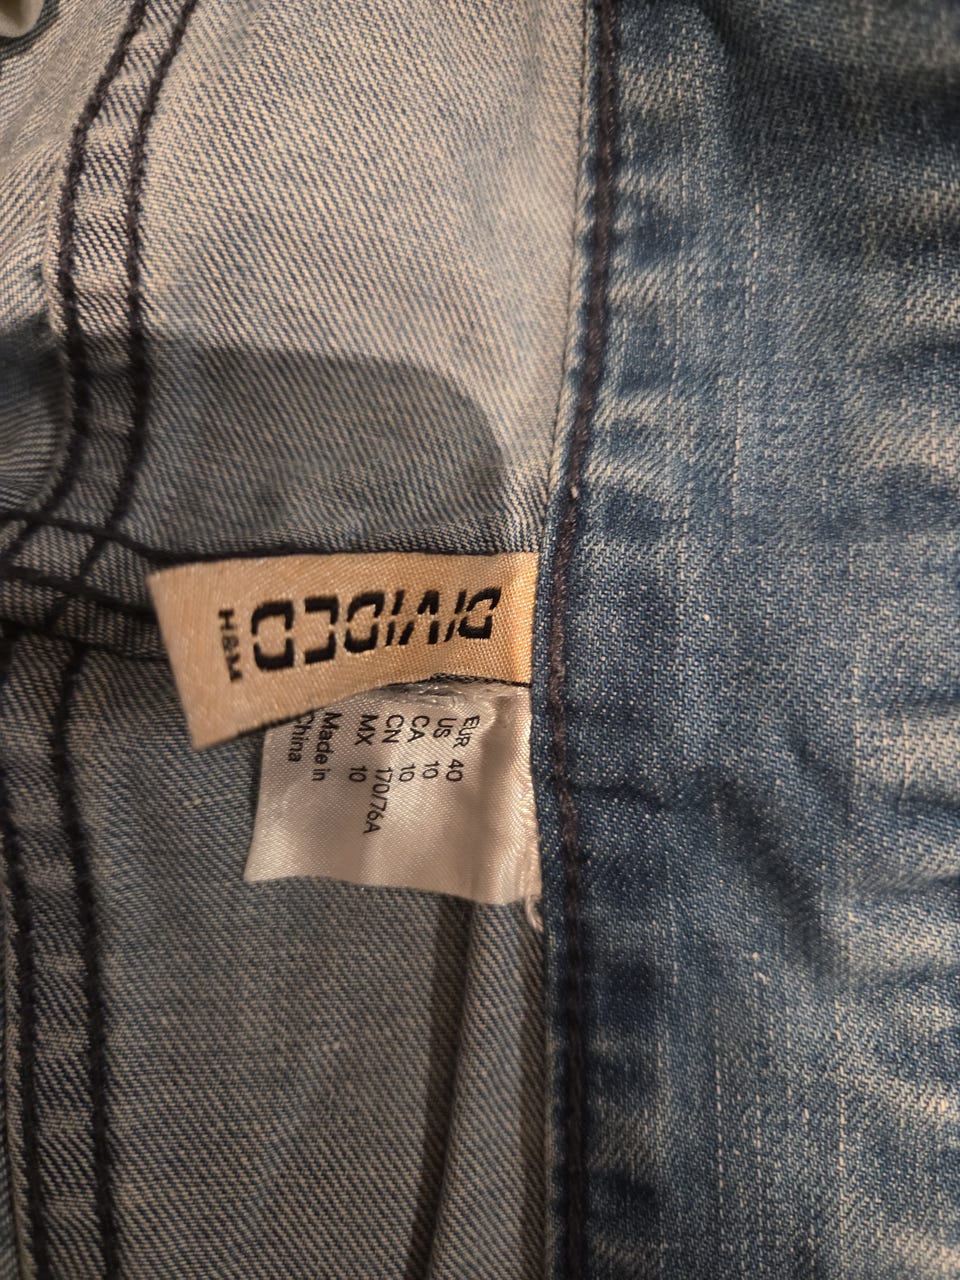 DIVIDED
H&M
EUR 40
US 10
CA 10
CN 170/76A
MX 10
Made in
China